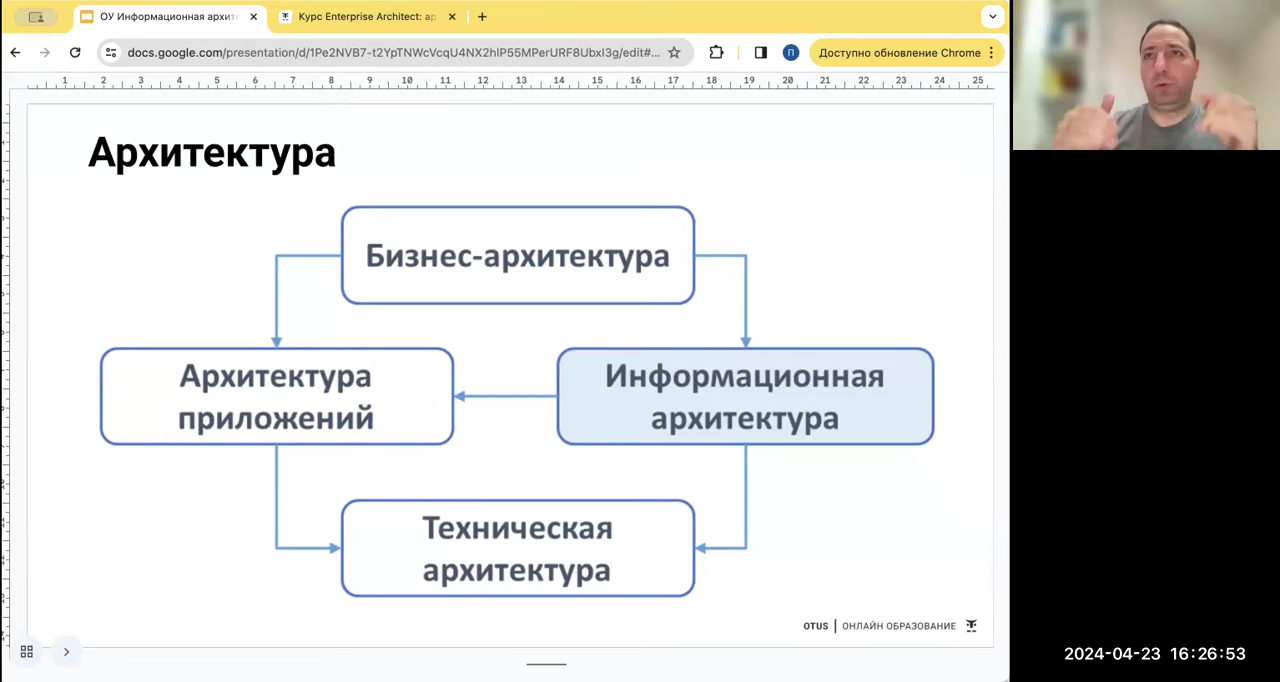 ОУ Информационная архите
Курс Enterprise Architect: ар
docs.google.com/presentation/d/1Pe2NVB7-t2YpTNWcVcqU4NX2hIP55MPerURF8UbxI3g/edit#...
П
Доступно обновление Chrome
1 2 3 4 5 6 7 8 9 10 11 12 13 14 15 16 17 18 19 20 21 22 23 24 25
Архитектура
Бизнес-архитектура
Архитектура
приложений
Информационная
архитектура
Техническая
архитектура
OTUS | ОНЛАЙН ОБРАЗОВАНИЕ
2024-04-23 16:26:53